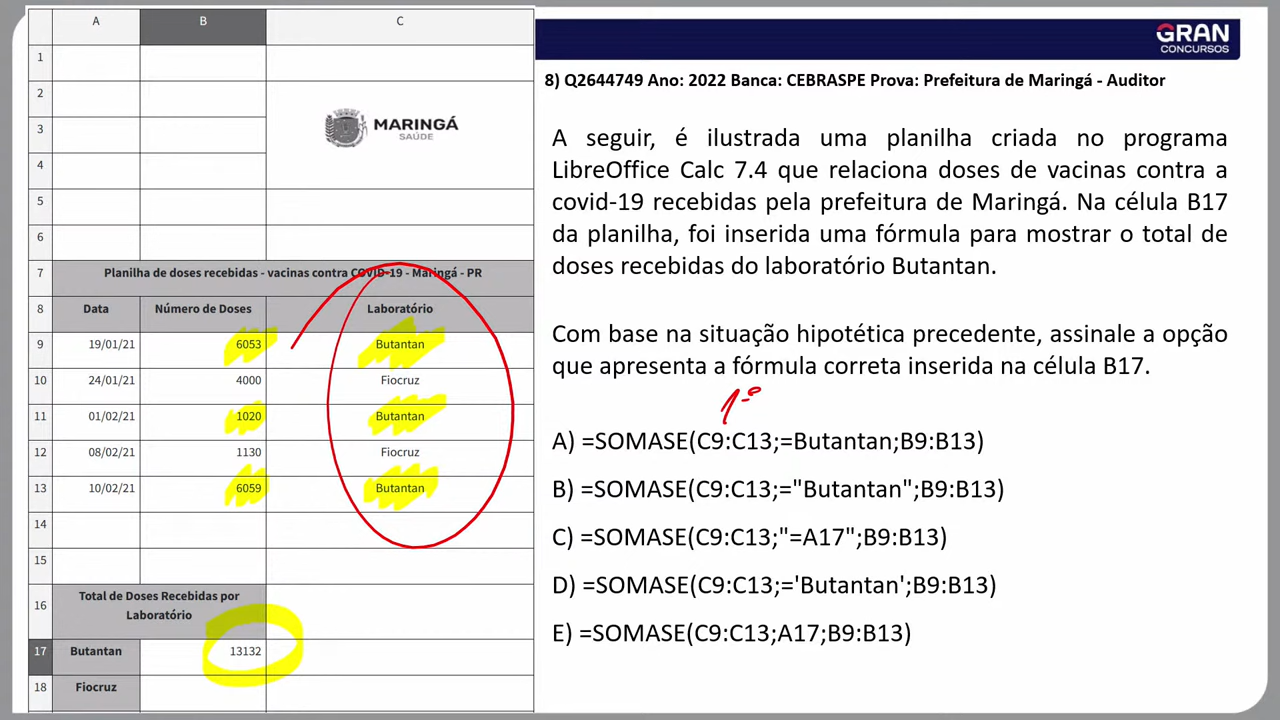 A B C
1
2
3
4
5
6
7
8
9
10
11
12
13
14
15
16
17
18
MARINGÁ
SAÚDE
Planilha de doses recebidas - vacinas contra COVID-19 - Maringá - PR
Data Número de Doses Laboratório
19/01/21 6053 Butantan
24/01/21 4000 Fiocruz
01/02/21 1020 Butantan
08/02/21 1130 Fiocruz
10/02/21 6059 Butantan
Total de Doses Recebidas por
Laboratório
Butantan 13132
Fiocruz
GRAN
CONCURSOS
8) Q2644749 Ano: 2022 Banca: CEBRASPE Prova: Prefeitura de Maringá - Auditor
A seguir, é ilustrada uma planilha criada no programa
LibreOffice Calc 7.4 que relaciona doses de vacinas contra a
covid-19 recebidas pela prefeitura de Maringá. Na célula B17
da planilha, foi inserida uma fórmula para mostrar o total de
doses recebidas do laboratório Butantan.
Com base na situação hipotética precedente, assinale a opção
que apresenta a fórmula correta inserida na célula B17.
1º
A) =SOMASE(C9:C13;=Butantan;B9:B13)
B) =SOMASE(C9:C13;="Butantan";B9:B13)
C) =SOMASE(C9:C13;"=A17";B9:B13)
D) =SOMASE(C9:C13;='Butantan';B9:B13)
E) =SOMASE(C9:C13;A17;B9:B13)